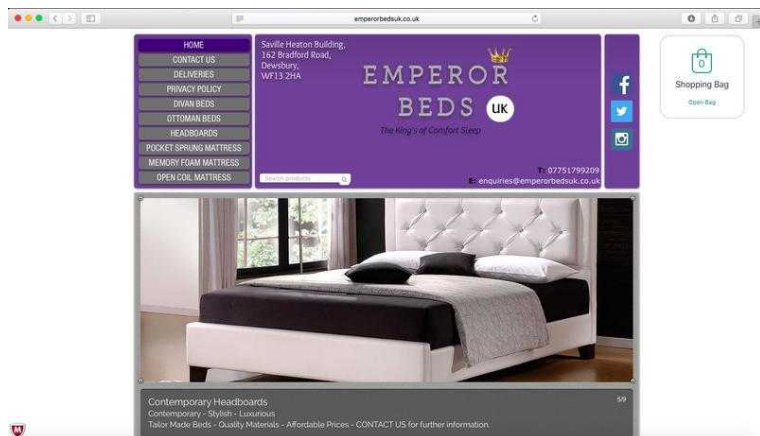 emperorbedsuk.co.uk
HOME
CONTACT US
DELIVERIES
PRIVACY POLICY
DIVAN BEDS
OTTOMAN BEDS
HEADBOARDS
POCKET SPRUNG MATTRESS
MEMORY FOAM MATTRESS
OPEN COIL MATTRESS
Saville Heaton Building,
162 Bradford Road,
Dewsbury,
WF13 2HA
EMPEROR
BEDS UK
The King's of Comfort Sleep
Search products
T: 07751799209
E: enquiries@emperorbedsuk.co.uk
f
0
Shopping Bag
Open Bag
Contemporary Headboards
5/9
Contemporary - Stylish - Luxurious
Tailor Made Beds - Quality Materials - Affordable Prices - CONTACT US for further information.